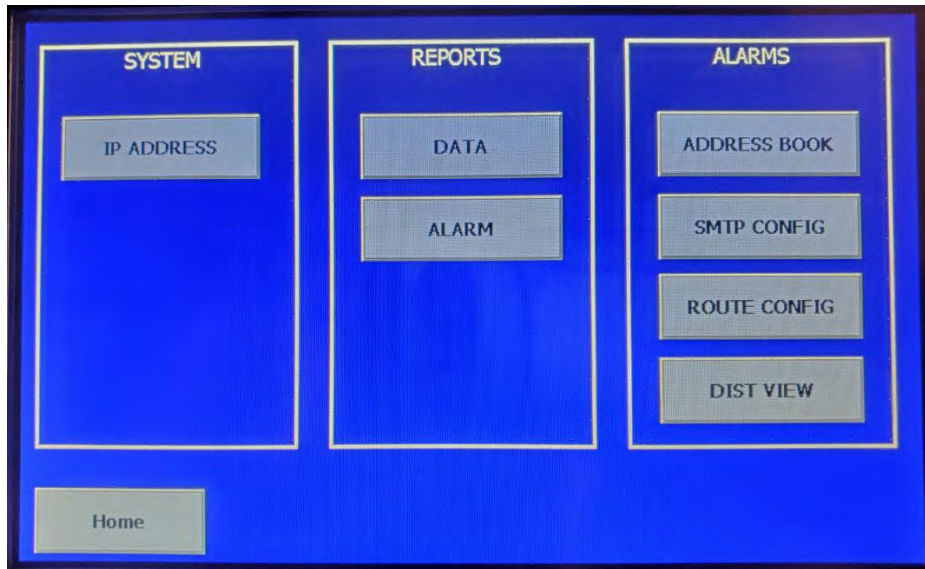 SYSTEM
IP ADDRESS
REPORTS
DATA
ALARM
ALARMS
ADDRESS BOOK
SMTP CONFIG
ROUTE CONFIG
DIST VIEW
Home